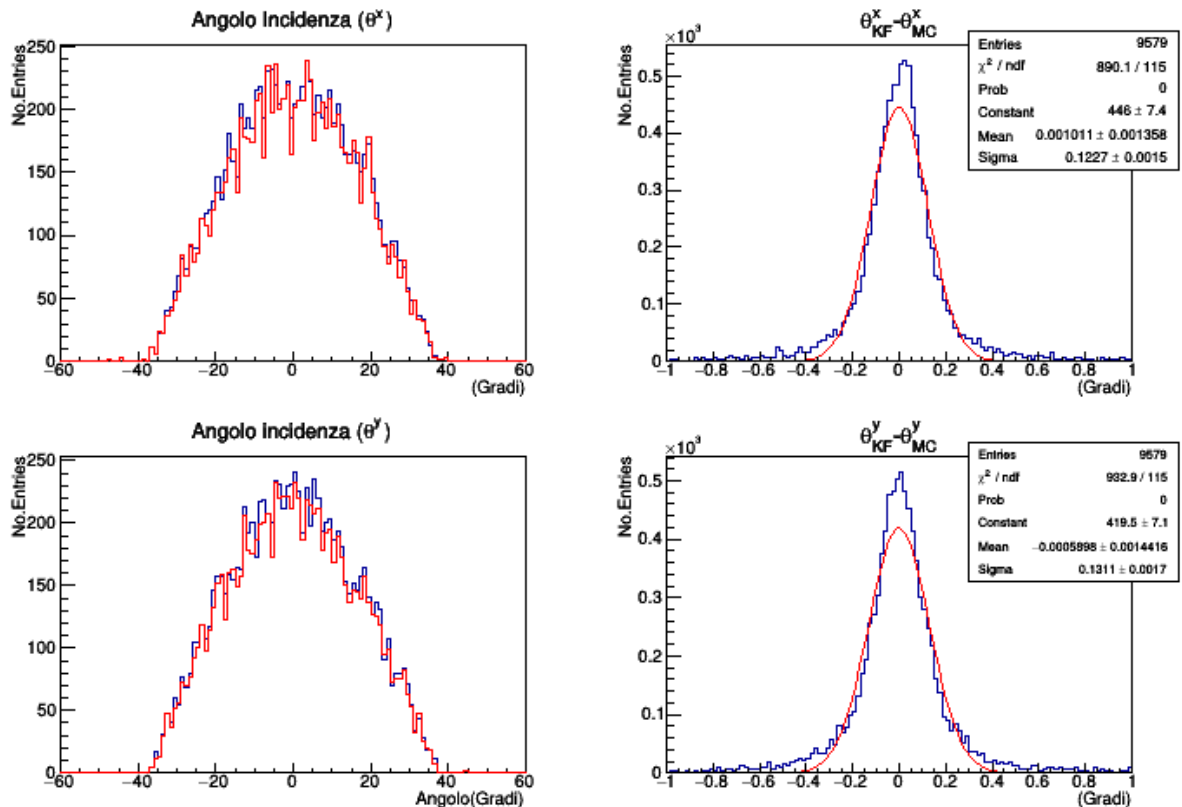 Angolo Incidenza (θˣ)
No.Entries
250
200
150
100
50
0
−60 −40 −20 0 20 40 60
(Gradi)
θˣ_KF-θˣ_MC
×10³
No.Entries
0.5
0.4
0.3
0.2
0.1
0
−1 −0.8 −0.6 −0.4 −0.2 0 0.2 0.4 0.6 0.8 1
(Gradi)
Entries 9579
χ² / ndf 890.1 / 115
Prob 0
Constant 446 ± 7.4
Mean 0.001011 ± 0.001358
Sigma 0.1227 ± 0.0015
Angolo incidenza (θʸ)
No.Entries
250
200
150
100
50
0
−60 −40 −20 0 20 40 60
Angolo(Gradi)
θʸ_KF-θʸ_MC
×10³
No.Entries
0.5
0.4
0.3
0.2
0.1
0
−1 −0.8 −0.6 −0.4 −0.2 0 0.2 0.4 0.6 0.8 1
(Gradi)
Entries 9579
χ² / ndf 932.9 / 115
Prob 0
Constant 419.5 ± 7.1
Mean −0.0005898 ± 0.0014416
Sigma 0.1311 ± 0.0017